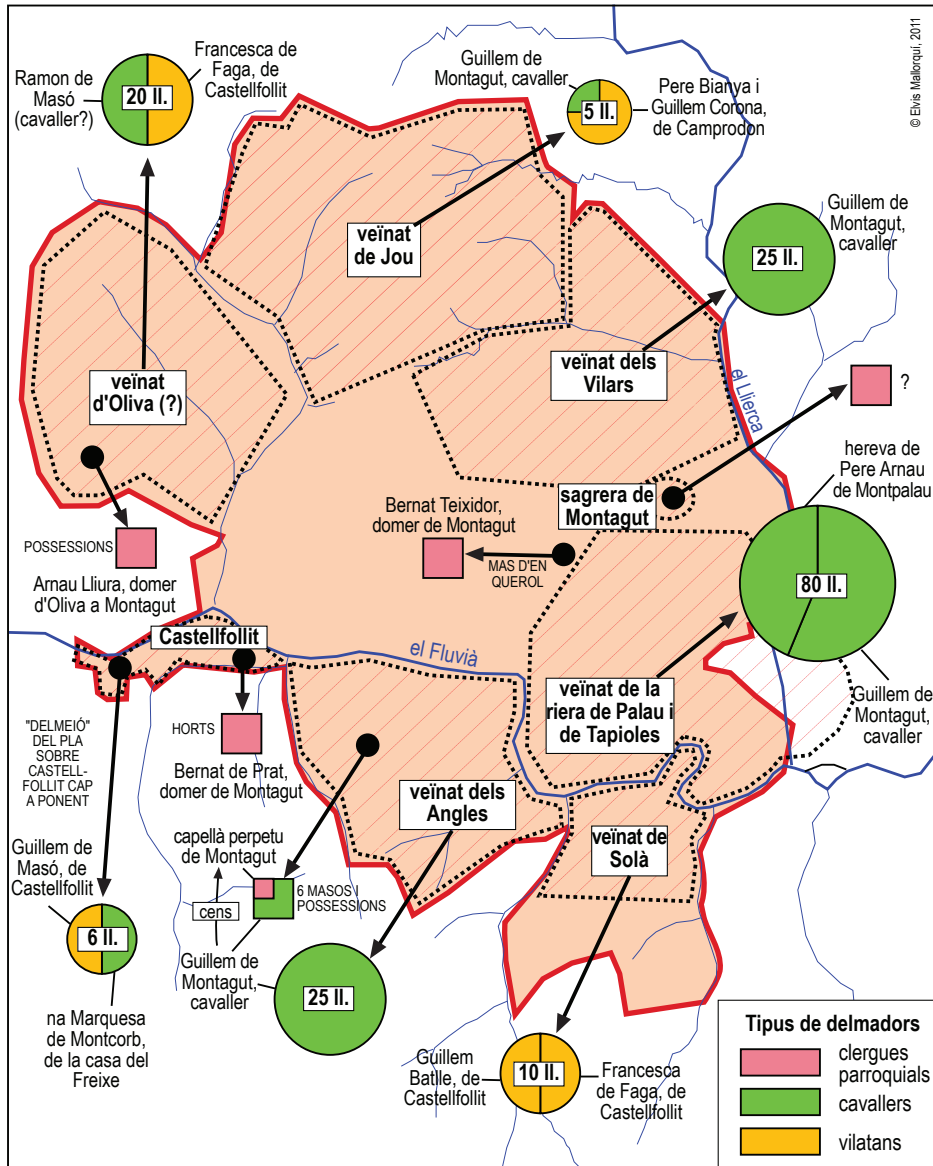 © Elvis Mallorquí, 2011
Ramon de
Masó
(cavaller?)
20 ll.
Francesca de
Faga, de
Castellfollit
Guillem de
Montagut, cavaller
5 ll.
Pere Bianya i
Guillem Corona,
de Camprodon
Guillem de
Montagut,
cavaller
25 ll.
veïnat
de Jou
veïnat dels
Vilars
veïnat
d'Oliva (?)
el Llierca
?
hereva de
Pere Arnau
de Montpalau
sagrera de
Montagut
Bernat Teixidor,
domer de Montagut
MAS D'EN
QUEROL
POSSESSIONS
Arnau Lliura, domer
d'Oliva a Montagut
80 ll.
Guillem de
Montagut,
cavaller
Castellfollit
el Fluvià
veïnat de la
riera de Palau i
de Tapioles
"DELMEIÓ"
DEL PLA
SOBRE
CASTELL-
FOLLIT CAP
A PONENT
HORTS
Bernat de Prat,
domer de Montagut
veïnat dels
Angles
veïnat de
Solà
capellà perpetu
de Montagut
6 MASOS I
POSSESSIONS
cens
Guillem de
Montagut,
cavaller
Guillem de
Masó, de
Castellfollit
6 ll.
na Marquesa
de Montcorb,
de la casa del
Freixe
25 ll.
Guillem
Batlle, de
Castellfollit
10 ll.
Francesca
de Faga, de
Castellfollit
Tipus de delmadors
clergues
parroquials
cavallers
vilatans